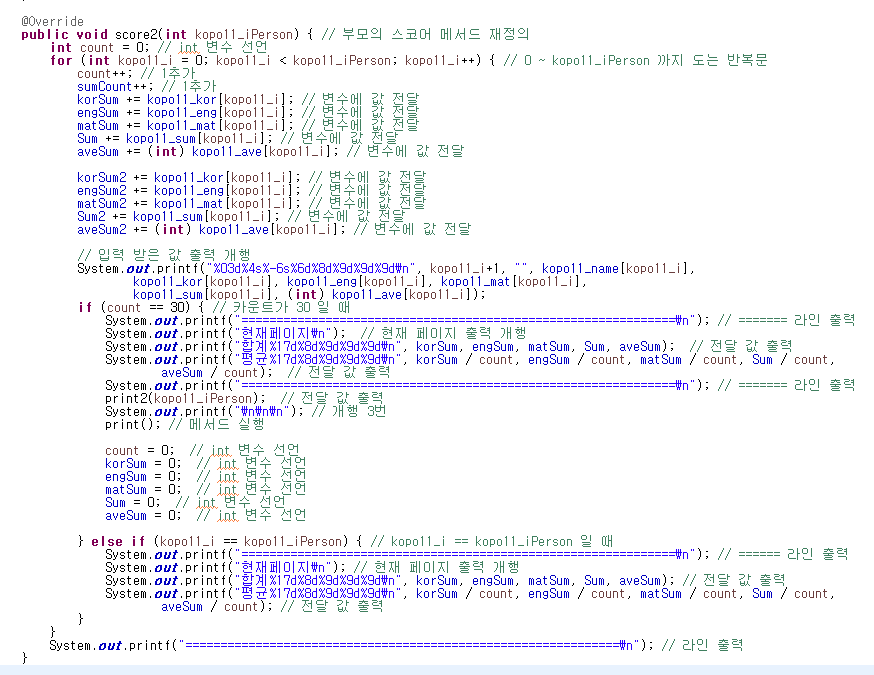 @Override
public void score2(int kopo11_iPerson) { // 부모의 스코어 메서드 재정의
int count = 0; // int 변수 선언
for (int kopo11_i = 0; kopo11_i < kopo11_iPerson; kopo11_i++) { // 0 ~ kopo11_iPerson 까지 도는 반복문
count++; // 1추가
sumCount++; // 1추가
korSum += kopo11_kor[kopo11_i]; // 변수에 값 전달
engSum += kopo11_eng[kopo11_i]; // 변수에 값 전달
matSum += kopo11_mat[kopo11_i]; // 변수에 값 전달
Sum += kopo11_sum[kopo11_i]; // 변수에 값 전달
aveSum += (int) kopo11_ave[kopo11_i]; // 변수에 값 전달
korSum2 += kopo11_kor[kopo11_i]; // 변수에 값 전달
engSum2 += kopo11_eng[kopo11_i]; // 변수에 값 전달
matSum2 += kopo11_mat[kopo11_i]; // 변수에 값 전달
Sum2 += kopo11_sum[kopo11_i]; // 변수에 값 전달
aveSum2 += (int) kopo11_ave[kopo11_i]; // 변수에 값 전달
// 입력 받은 값 출력 개행
System.out.printf("%03d%4s%-6s%6d%8d%9d%9d%9d₩n", kopo11_i+1, "", kopo11_name[kopo11_i],
kopo11_kor[kopo11_i], kopo11_eng[kopo11_i], kopo11_mat[kopo11_i],
kopo11_sum[kopo11_i], (int) kopo11_ave[kopo11_i]);
if (count == 30) { // 카운트가 30 일 때
System.out.printf("==============================================================₩n"); // ======= 라인 출력
System.out.printf("현재페이지₩n"); // 현재 페이지 출력 개행
System.out.printf("합계%17d%8d%9d%9d%9d₩n", korSum, engSum, matSum, Sum, aveSum); // 전달 값 출력
System.out.printf("평균%17d%8d%9d%9d%9d₩n", korSum / count, engSum / count, matSum / count, Sum / count,
aveSum / count); // 전달 값 출력
System.out.printf("==============================================================₩n"); // ======= 라인 출력
print2(kopo11_iPerson); // 전달 값 출력
System.out.printf("₩n₩n₩n"); // 개행 3번
print(); // 메서드 실행
count = 0; // int 변수 선언
korSum = 0; // int 변수 선언
engSum = 0; // int 변수 선언
matSum = 0; // int 변수 선언
Sum = 0; // int 변수 선언
aveSum = 0; // int 변수 선언
} else if (kopo11_i == kopo11_iPerson) { // kopo11_i == kopo11_iPerson 일 때
System.out.printf("==============================================================₩n"); // ====== 라인 출력
System.out.printf("현재페이지₩n"); // 현재 페이지 출력 개행
System.out.printf("합계%17d%8d%9d%9d%9d₩n", korSum, engSum, matSum, Sum, aveSum); // 전달 값 출력
System.out.printf("평균%17d%8d%9d%9d%9d₩n", korSum / count, engSum / count, matSum / count, Sum / count,
aveSum / count); // 전달 값 출력
}
}
System.out.printf("==============================================================₩n"); // 라인 출력
}